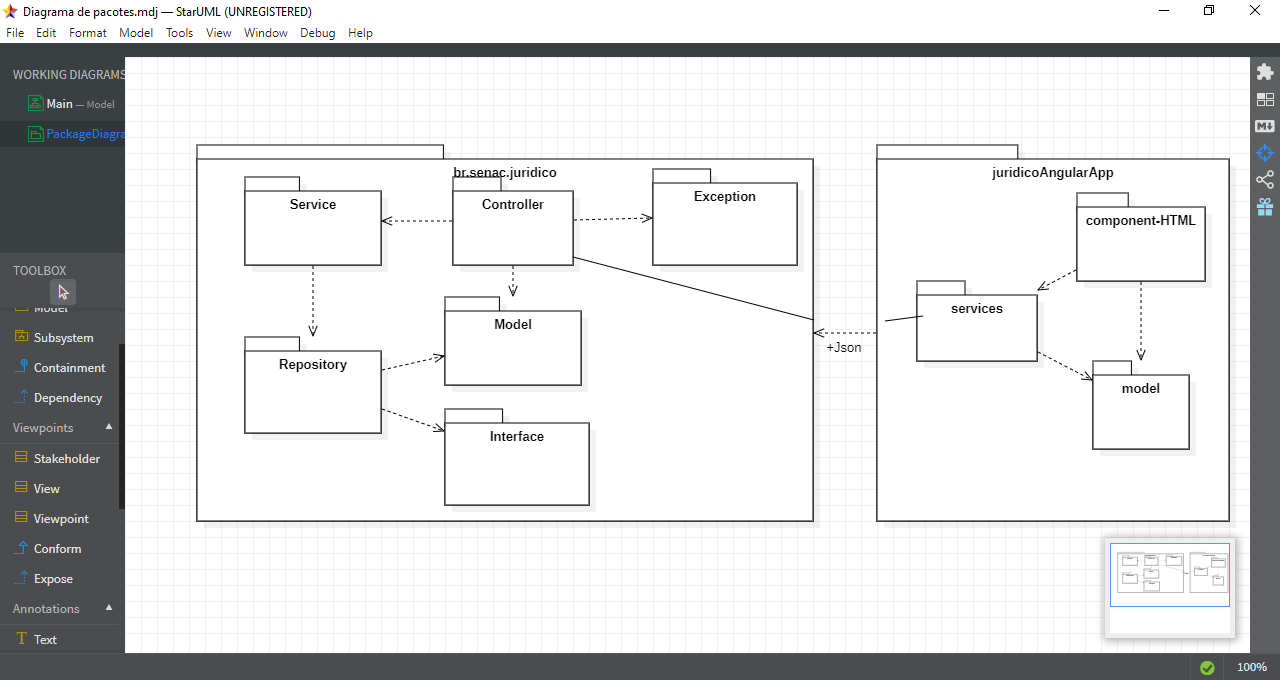 Diagrama de pacotes.mdj — StarUML (UNREGISTERED)
File Edit Format Model Tools View Window Debug Help
WORKING DIAGRAMS
Main — Model
PackageDiagra
TOOLBOX
Model
Subsystem
Containment
Dependency
Viewpoints
Stakeholder
View
Viewpoint
Conform
Expose
Annotations
Text
br.senac.juridico
Service
Controller
Exception
Model
Repository
Interface
+Json
juridicoAngularApp
component-HTML
services
model
M
100%